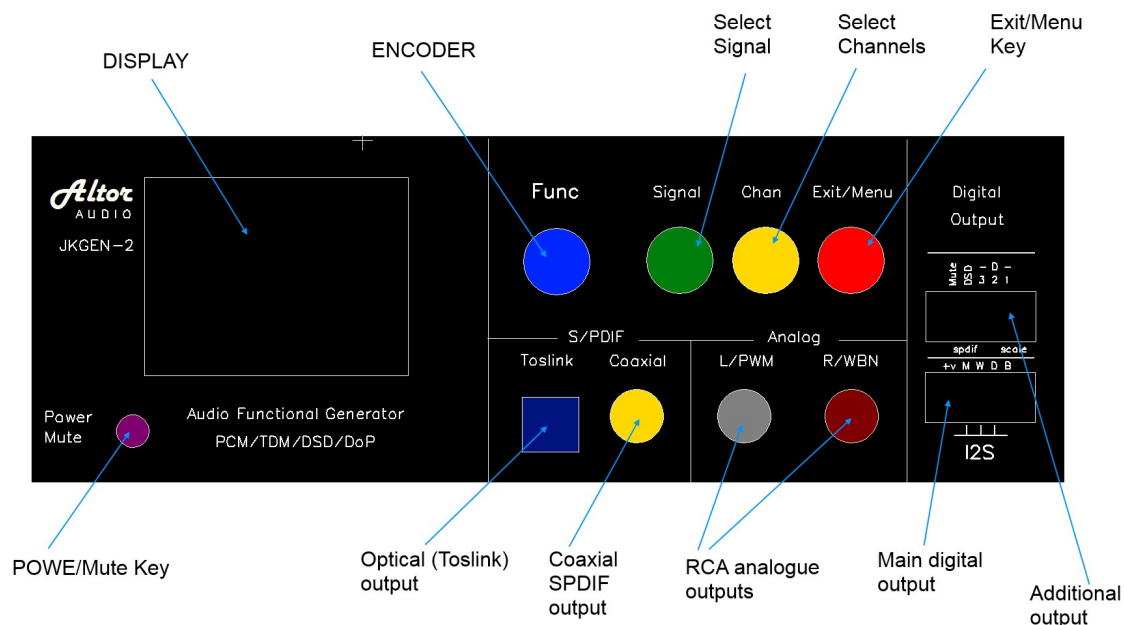 Select
Signal
Select
Channels
Exit/Menu
Key
DISPLAY
ENCODER
Altor
AUDIO
JKGEN-2
Func
Signal
Chan
Exit/Menu
Digital
Output
Mute
DSD
- D -
3 2 1
S/PDIF
Analog
Toslink
Coaxial
L/PWM
R/WBN
spdif scale
+v M W D B
I2S
Power
Mute
Audio Functional Generator
PCM/TDM/DSD/DoP
POWE/Mute Key
Optical (Toslink)
output
Coaxial
SPDIF
output
RCA analogue
outputs
Main digital
output
Additional
output